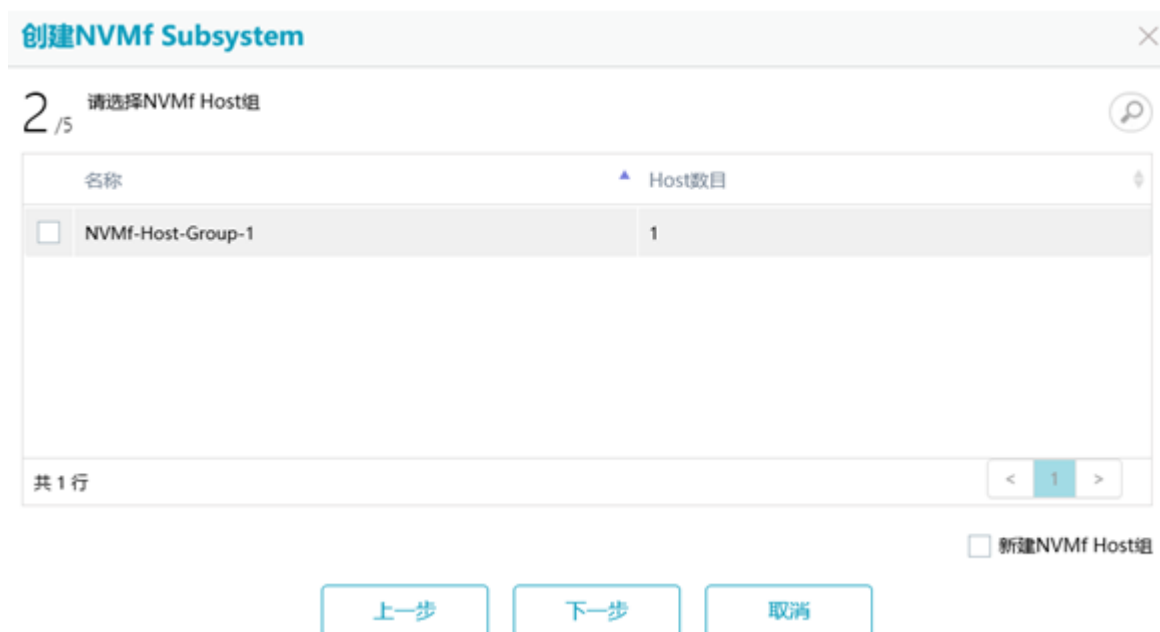 创建NVMf Subsystem
2 /5 请选择NVMf Host组
名称 Host数目
NVMf-Host-Group-1 1
共 1 行 < 1 >
新建NVMf Host组
上一步 下一步 取消